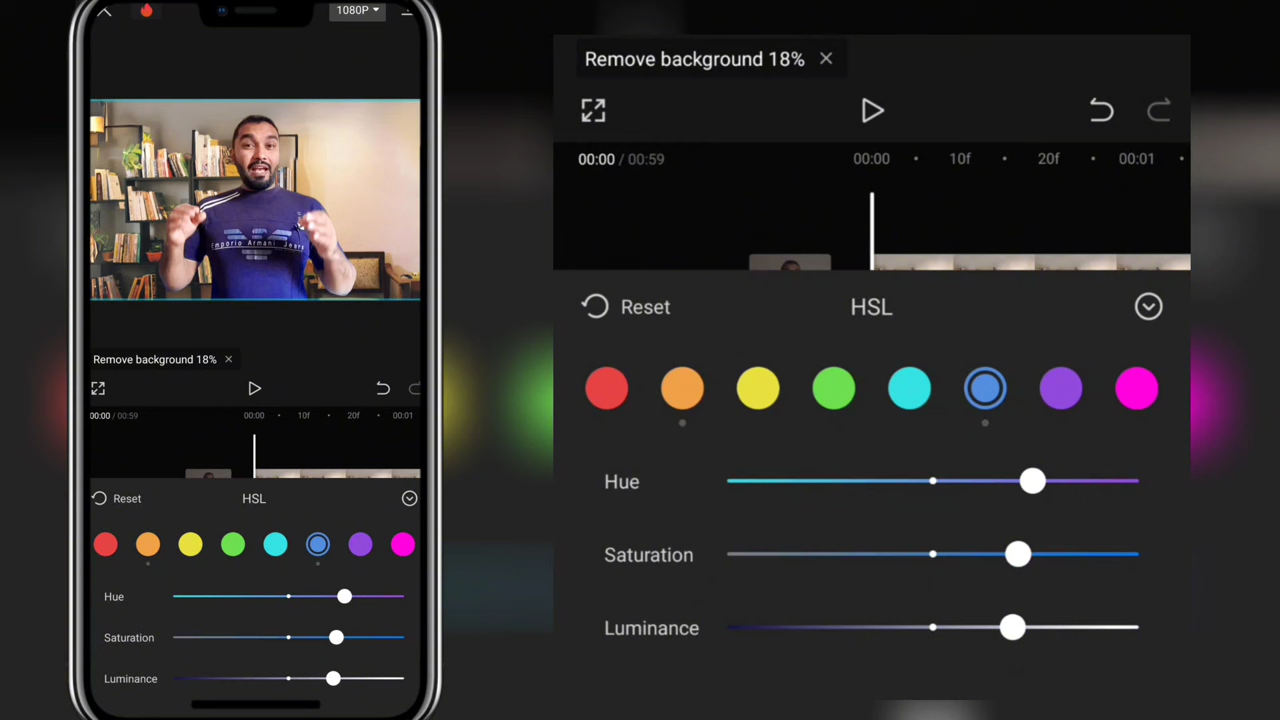 1080P
Emporio Armani Jeans
Remove background 18%
00:00 / 00:59
00:00 10f 20f 00:01
Reset HSL
Hue
Saturation
Luminance
Remove background 18%
00:00 / 00:59
00:00 10f 20f 00:01
Reset HSL
Hue
Saturation
Luminance